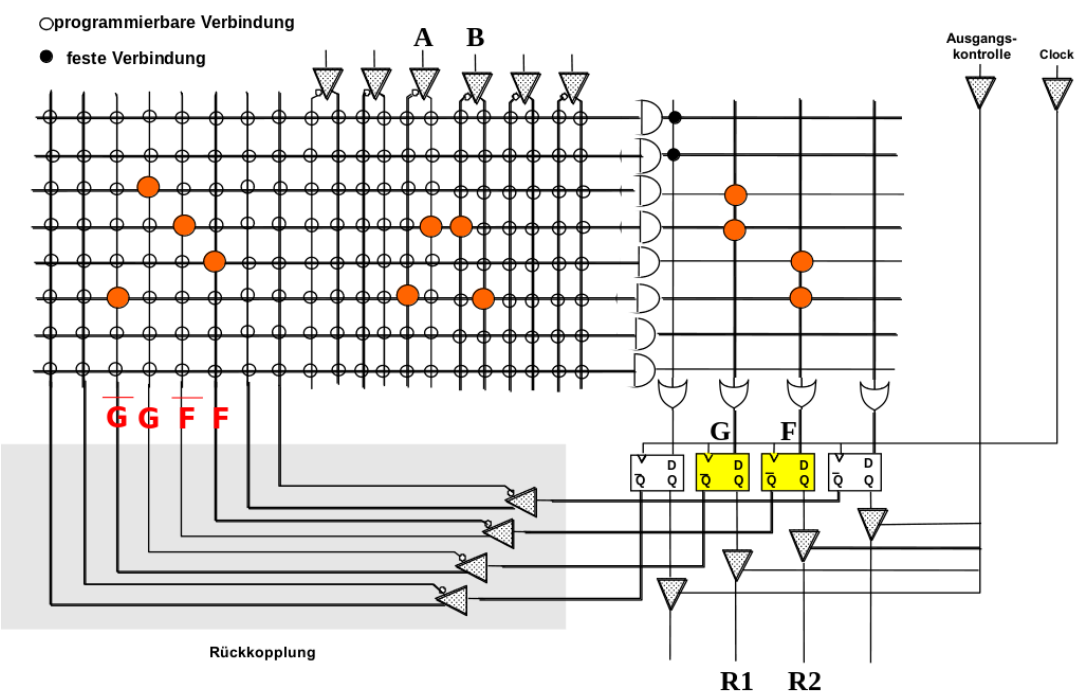 programmierbare Verbindung
feste Verbindung
A B
Ausgangs-
kontrolle
Clock
G G F F
G F
D D D D
Q Q Q Q Q Q Q Q
Rückkopplung
R1 R2